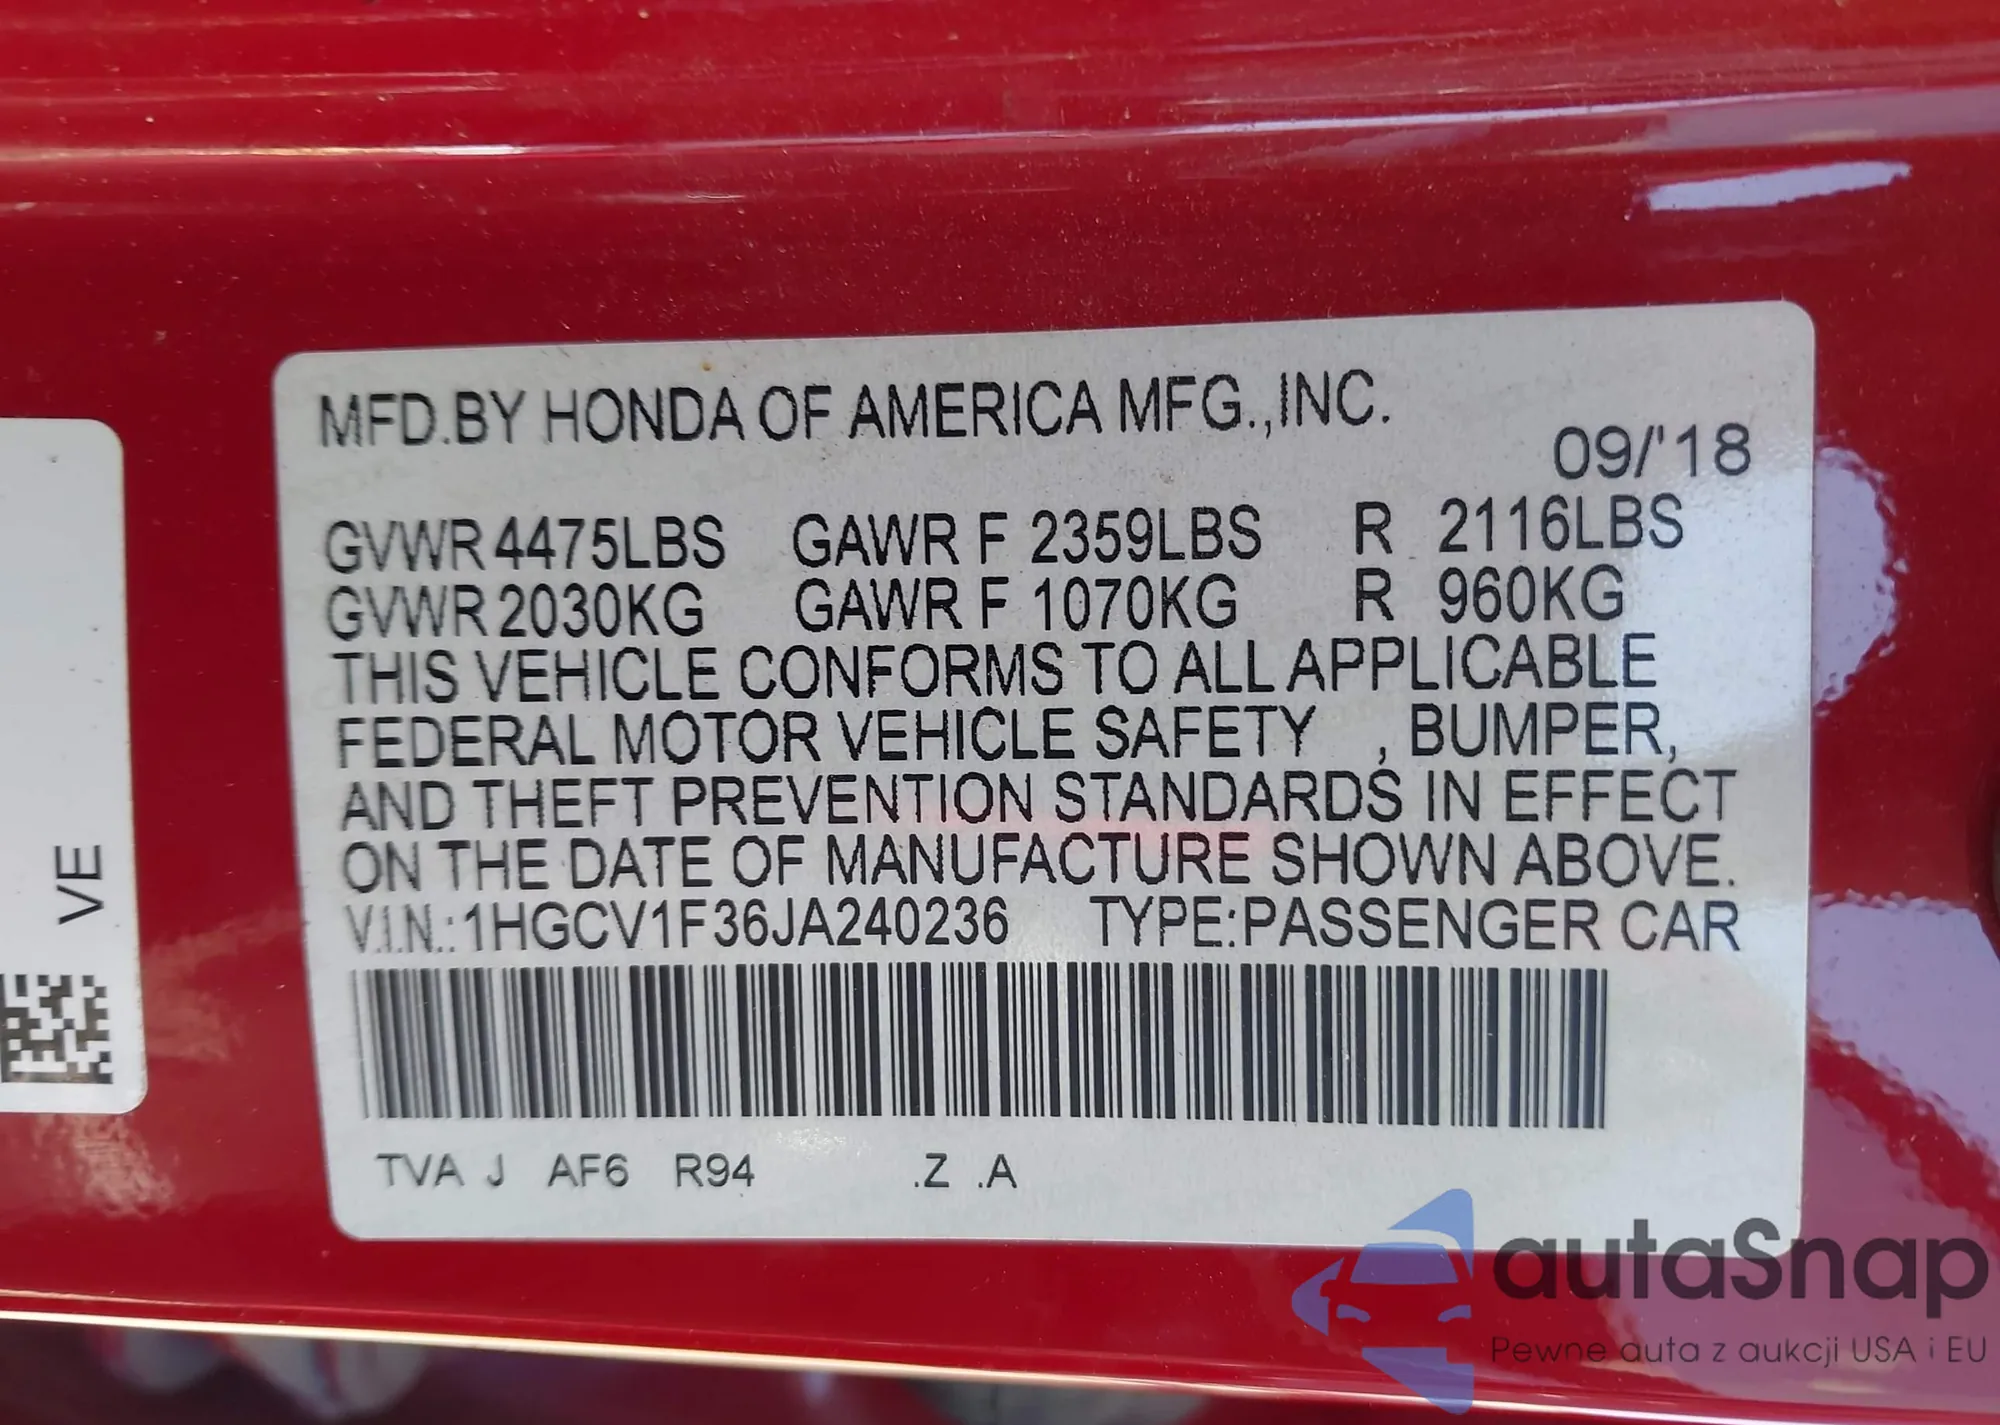 MFD.BY HONDA OF AMERICA MFG.,INC.
09/'18
GVWR 4475LBS GAWR F 2359LBS R 2116LBS
GVWR 2030KG GAWR F 1070KG R 960KG
THIS VEHICLE CONFORMS TO ALL APPLICABLE
FEDERAL MOTOR VEHICLE SAFETY , BUMPER,
AND THEFT PREVENTION STANDARDS IN EFFECT
ON THE DATE OF MANUFACTURE SHOWN ABOVE.
V.I.N.:1HGCV1F36JA240236 TYPE:PASSENGER CAR
TVA J AF6 R94 .Z .A
VE
autaSnap
Pewne auta z aukcji USA i EU